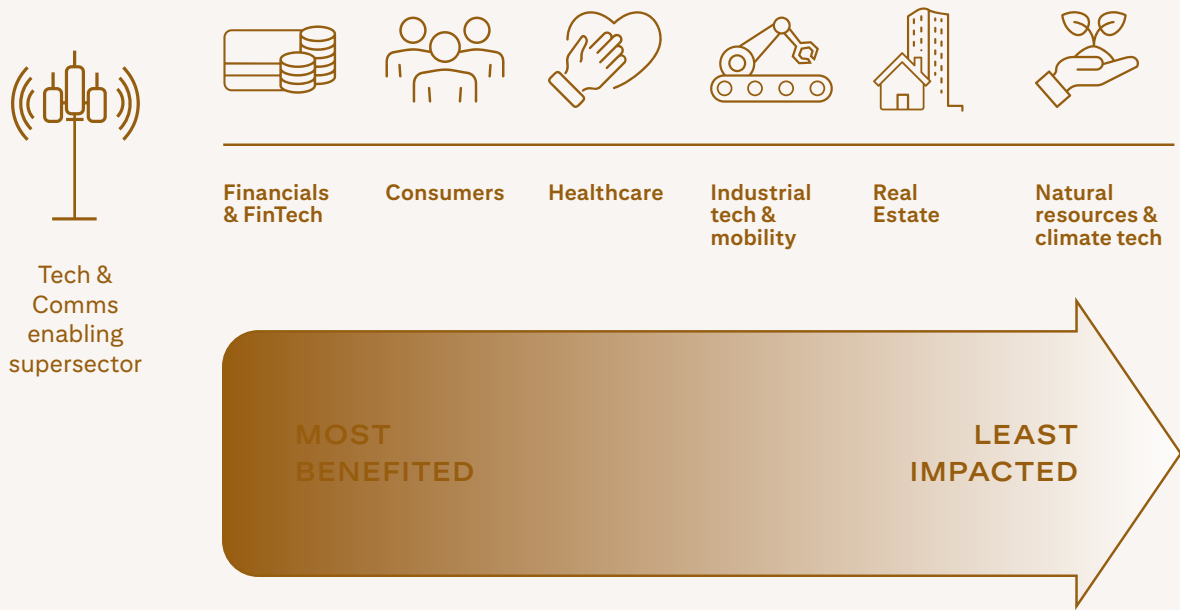 Tech &
Comms
enabling
supersector
Financials
& FinTech
Consumers
Healthcare
Industrial
tech &
mobility
Real
Estate
Natural
resources &
climate tech
MOST
BENEFITED
LEAST
IMPACTED